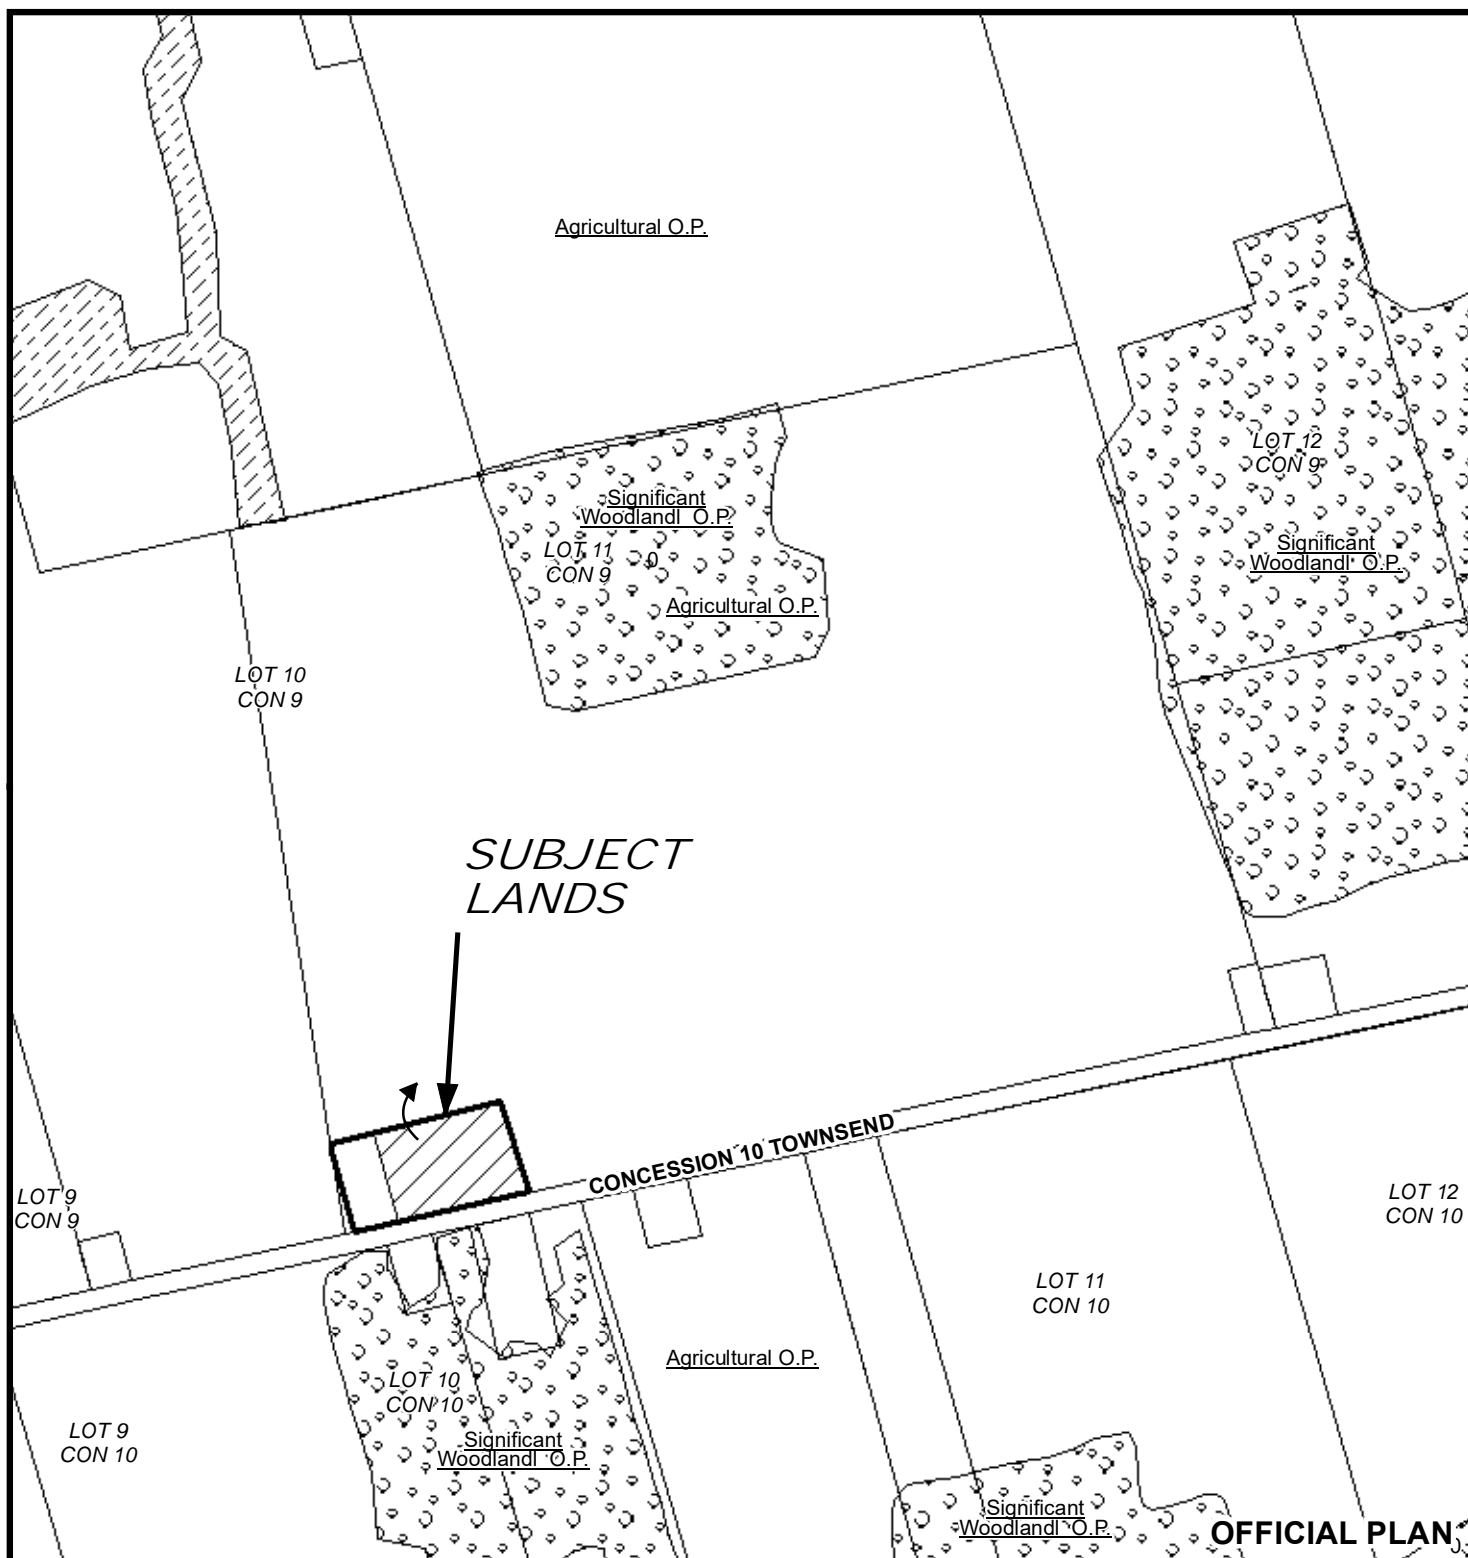 Agricultural O.P.
LOT 12
CON 9
Significant
Woodlandl O.P.
LOT 11
CON 9
0
Significant
Woodlandl O.P.
Agricultural O.P.
LOT 10
CON 9
SUBJECT
LANDS
CONCESSION 10 TOWNSEND
LOT 9
CON 9
LOT 12
CON 10
LOT 11
CON 10
Agricultural O.P.
LOT 10
CON 10
LOT 9
CON 10
Significant
Woodlandl O.P.
Significant
Woodlandl O.P.
OFFICIAL PLAN